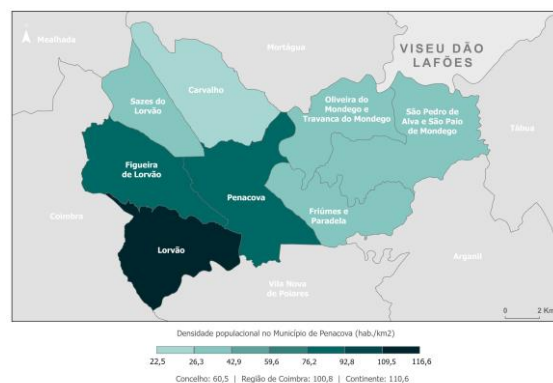 Mealhada
Mortágua
VISEU DÃO
LAFÕES
Carvalho
Sazes do
Lorvão
Oliveira do
Mondego e
Travanca do Mondego
São Pedro de
Alva e São Paio
de Mondego
Tábua
Figueira
de Lorvão
Penacova
Friúmes e
Paradela
Coimbra
Lorvão
Arganil
Vila Nova
de Poiares
0 2 Km
Densidade populacional no Município de Penacova (hab./km2)
22,5 26,3 42,9 59,6 76,2 92,8 109,5 116,6
Concelho: 60,5 | Região de Coimbra: 100,8 | Continente: 110,6